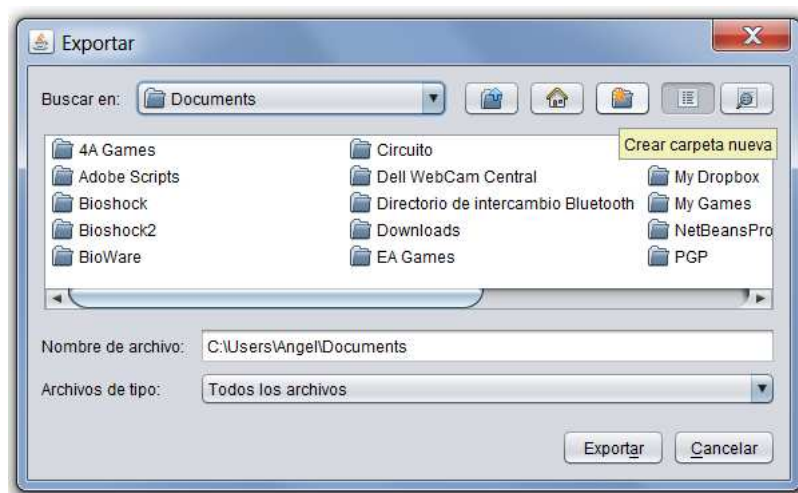 Exportar
Buscar en: Documents
Crear carpeta nueva
4A Games Circuito
Adobe Scripts Dell WebCam Central My Dropbox
Bioshock Directorio de intercambio Bluetooth My Games
Bioshock2 Downloads NetBeansPro
BioWare EA Games PGP
Nombre de archivo: C:\Users\Angel\Documents
Archivos de tipo: Todos los archivos
Exportar Cancelar